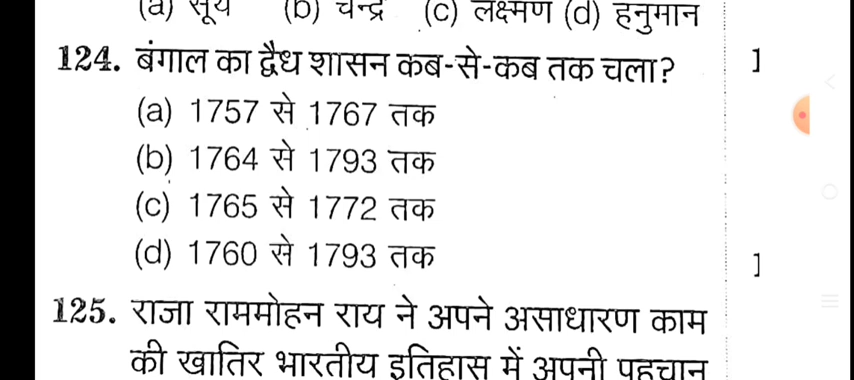 (a) सूर्य (b) चन्द्र (c) लक्ष्मण (d) हनुमान
124. बंगाल का द्वैध शासन कब-से-कब तक चला? ]
(a) 1757 से 1767 तक
(b) 1764 से 1793 तक
(c) 1765 से 1772 तक
(d) 1760 से 1793 तक ]
125. राजा राममोहन राय ने अपने असाधारण काम
की खातिर भारतीय इतिहास में अपनी पहचान